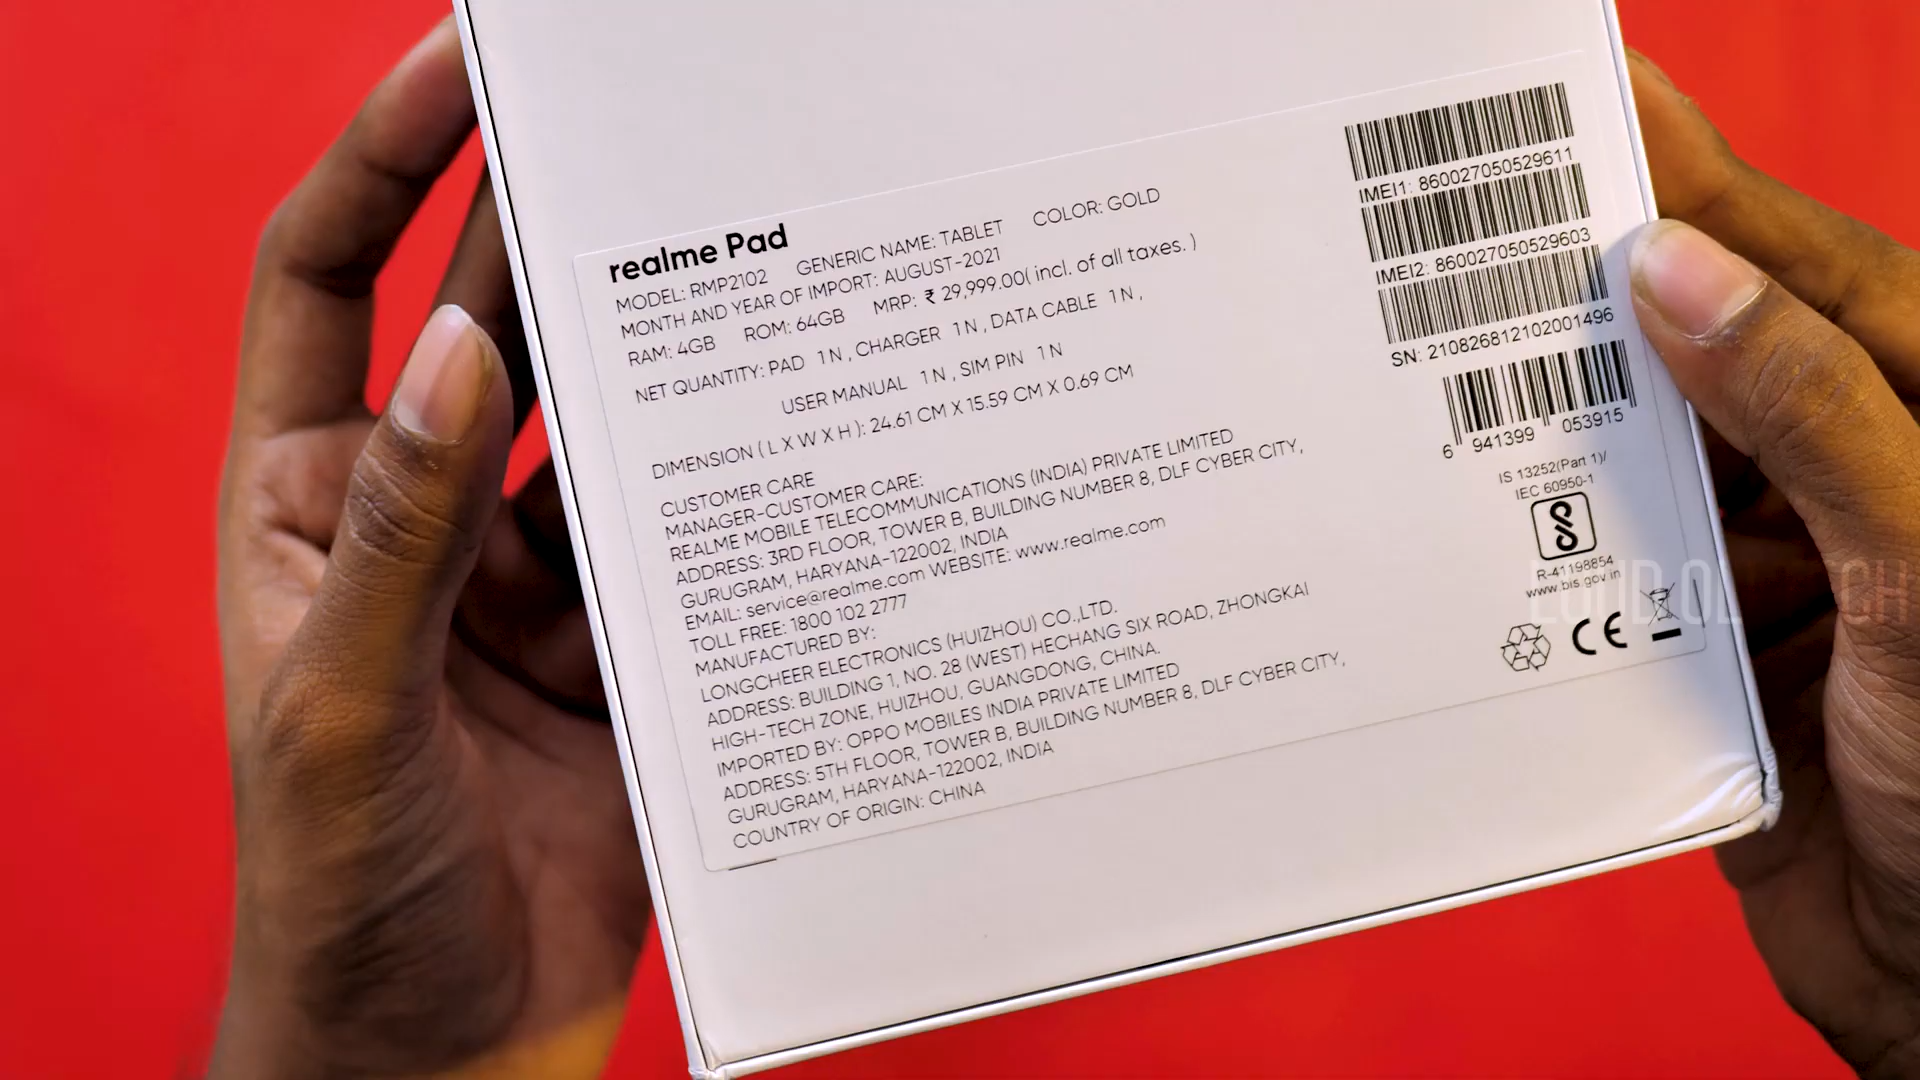 realme Pad
MODEL: RMP2102 GENERIC NAME: TABLET COLOR: GOLD
MONTH AND YEAR OF IMPORT: AUGUST-2021
RAM: 4GB ROM: 64GB MRP: ₹ 29,999.00( incl. of all taxes. )
NET QUANTITY: PAD 1 N , CHARGER 1 N , DATA CABLE 1 N ,
USER MANUAL 1 N , SIM PIN 1 N
DIMENSION ( L X W X H ): 24.61 CM X 15.59 CM X 0.69 CM
CUSTOMER CARE
MANAGER-CUSTOMER CARE:
REALME MOBILE TELECOMMUNICATIONS (INDIA) PRIVATE LIMITED
ADDRESS: 3RD FLOOR, TOWER B, BUILDING NUMBER 8, DLF CYBER CITY,
GURUGRAM, HARYANA-122002, INDIA
EMAIL: service@realme.com WEBSITE: www.realme.com
TOLL FREE: 1800 102 2777
MANUFACTURED BY:
LONGCHEER ELECTRONICS (HUIZHOU) CO.,LTD.
ADDRESS: BUILDING 1, NO. 28 (WEST) HECHANG SIX ROAD, ZHONGKAI
HIGH-TECH ZONE, HUIZHOU, GUANGDONG, CHINA.
IMPORTED BY: OPPO MOBILES INDIA PRIVATE LIMITED
ADDRESS: 5TH FLOOR, TOWER B, BUILDING NUMBER 8, DLF CYBER CITY,
GURUGRAM, HARYANA-122002, INDIA
COUNTRY OF ORIGIN: CHINA
IMEI1: 860027050529611
IMEI2: 860027050529603
SN: 210826812102001496
6 941399 053915
IS 13252(Part 1)/
IEC 60950-1
R-41198854
www.bis.gov.in
CE